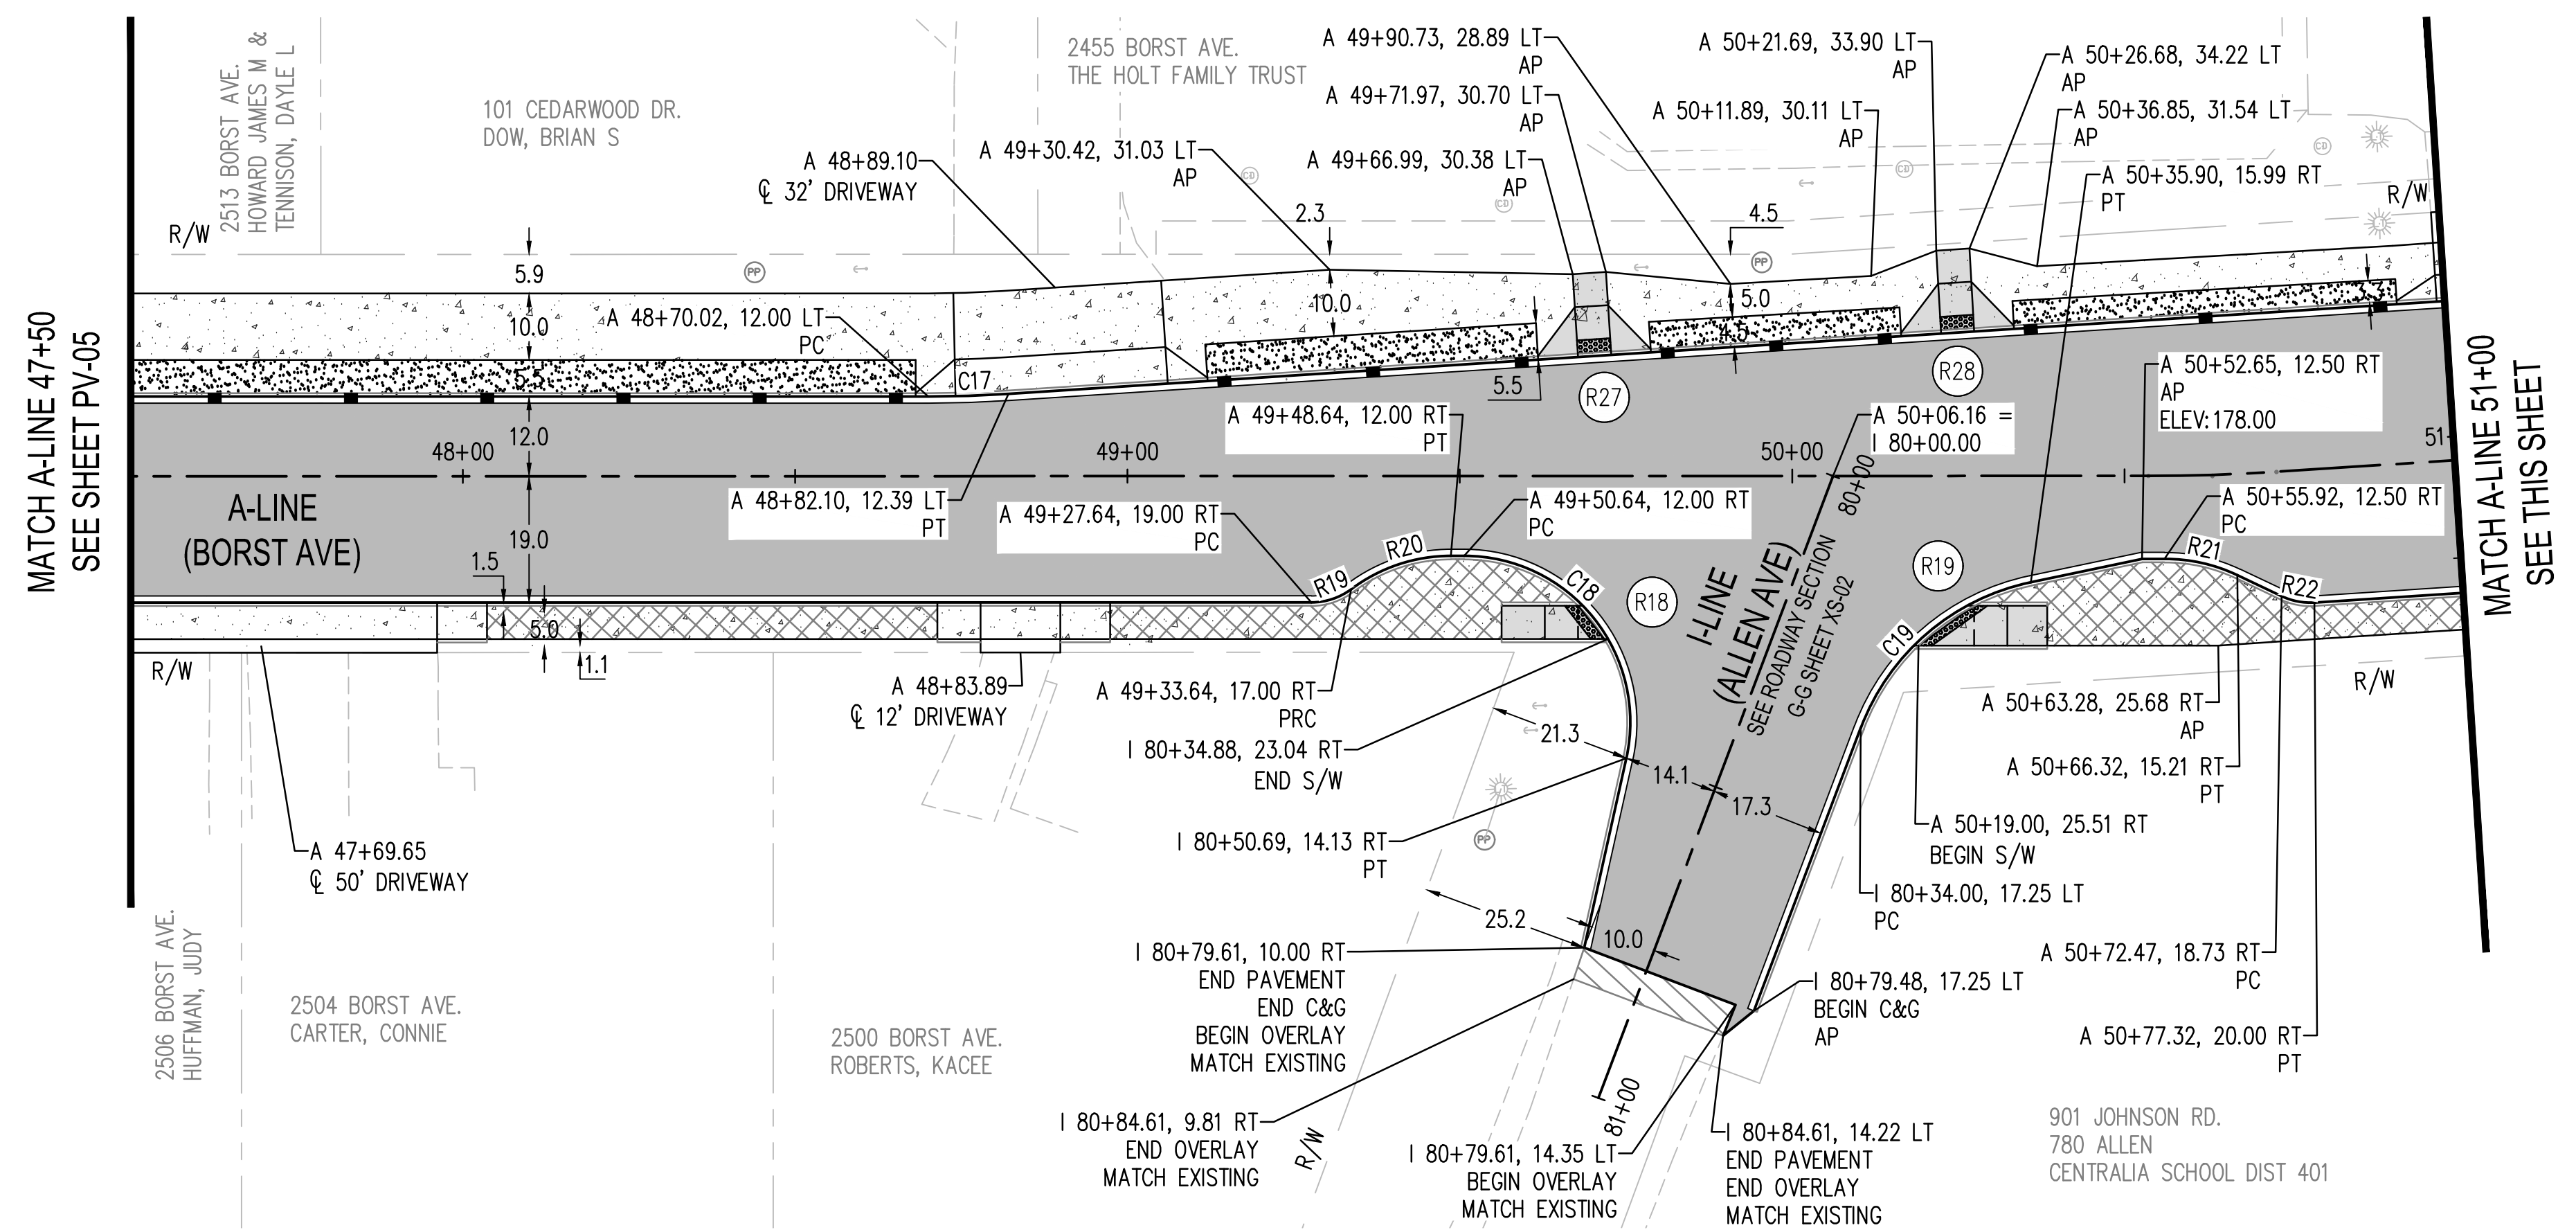 MATCH A-LINE 47+50
SEE SHEET PV-05
2513 BORST AVE.
HOWARD JAMES M &
TENNISON, DAYLE L
R/W
101 CEDARWOOD DR.
DOW, BRIAN S
2455 BORST AVE.
THE HOLT FAMILY TRUST
A 48+89.10
℄ 32' DRIVEWAY
A 49+30.42, 31.03 LT
AP
A 49+90.73, 28.89 LT
AP
A 49+71.97, 30.70 LT
AP
A 49+66.99, 30.38 LT
AP
A 50+21.69, 33.90 LT
AP
A 50+11.89, 30.11 LT
AP
A 50+26.68, 34.22 LT
AP
A 50+36.85, 31.54 LT
AP
A 50+35.90, 15.99 RT
PT
R/W
CD
CD
CD
CD
2.3
4.5
PP
PP
5.9
10.0
5.5
A 48+70.02, 12.00 LT
PC
C17
10.0
5.5
5.0
4.5
3.7
R27
R28
12.0
19.0
48+00
49+00
50+00
51+
A-LINE
(BORST AVE)
A 48+82.10, 12.39 LT
PT
A 49+48.64, 12.00 RT
PT
A 49+27.64, 19.00 RT
PC
A 49+50.64, 12.00 RT
PC
A 50+06.16 =
I 80+00.00
80+00
A 50+52.65, 12.50 RT
AP
ELEV:178.00
A 50+55.92, 12.50 RT
PC
MATCH A-LINE 51+00
SEE THIS SHEET
R19
R20
C18
R18
R19
C19
R21
R22
I-LINE
(ALLEN AVE)
SEE ROADWAY SECTION
G-G SHEET XS-02
1.5
5.0
1.1
R/W
A 48+83.89
℄ 12' DRIVEWAY
A 49+33.64, 17.00 RT
PRC
I 80+34.88, 23.04 RT
END S/W
I 80+50.69, 14.13 RT
PT
21.3
14.1
17.3
PP
25.2
10.0
A 47+69.65
℄ 50' DRIVEWAY
R/W
A 50+63.28, 25.68 RT
AP
A 50+66.32, 15.21 RT
PT
A 50+19.00, 25.51 RT
BEGIN S/W
I 80+34.00, 17.25 LT
PC
A 50+72.47, 18.73 RT
PC
A 50+77.32, 20.00 RT
PT
I 80+79.61, 10.00 RT
END PAVEMENT
END C&G
BEGIN OVERLAY
MATCH EXISTING
I 80+79.48, 17.25 LT
BEGIN C&G
AP
2506 BORST AVE.
HUFFMAN, JUDY
2504 BORST AVE.
CARTER, CONNIE
2500 BORST AVE.
ROBERTS, KACEE
I 80+84.61, 9.81 RT
END OVERLAY
MATCH EXISTING
R/W
81+00
I 80+79.61, 14.35 LT
BEGIN OVERLAY
MATCH EXISTING
I 80+84.61, 14.22 LT
END PAVEMENT
END OVERLAY
MATCH EXISTING
901 JOHNSON RD.
780 ALLEN
CENTRALIA SCHOOL DIST 401